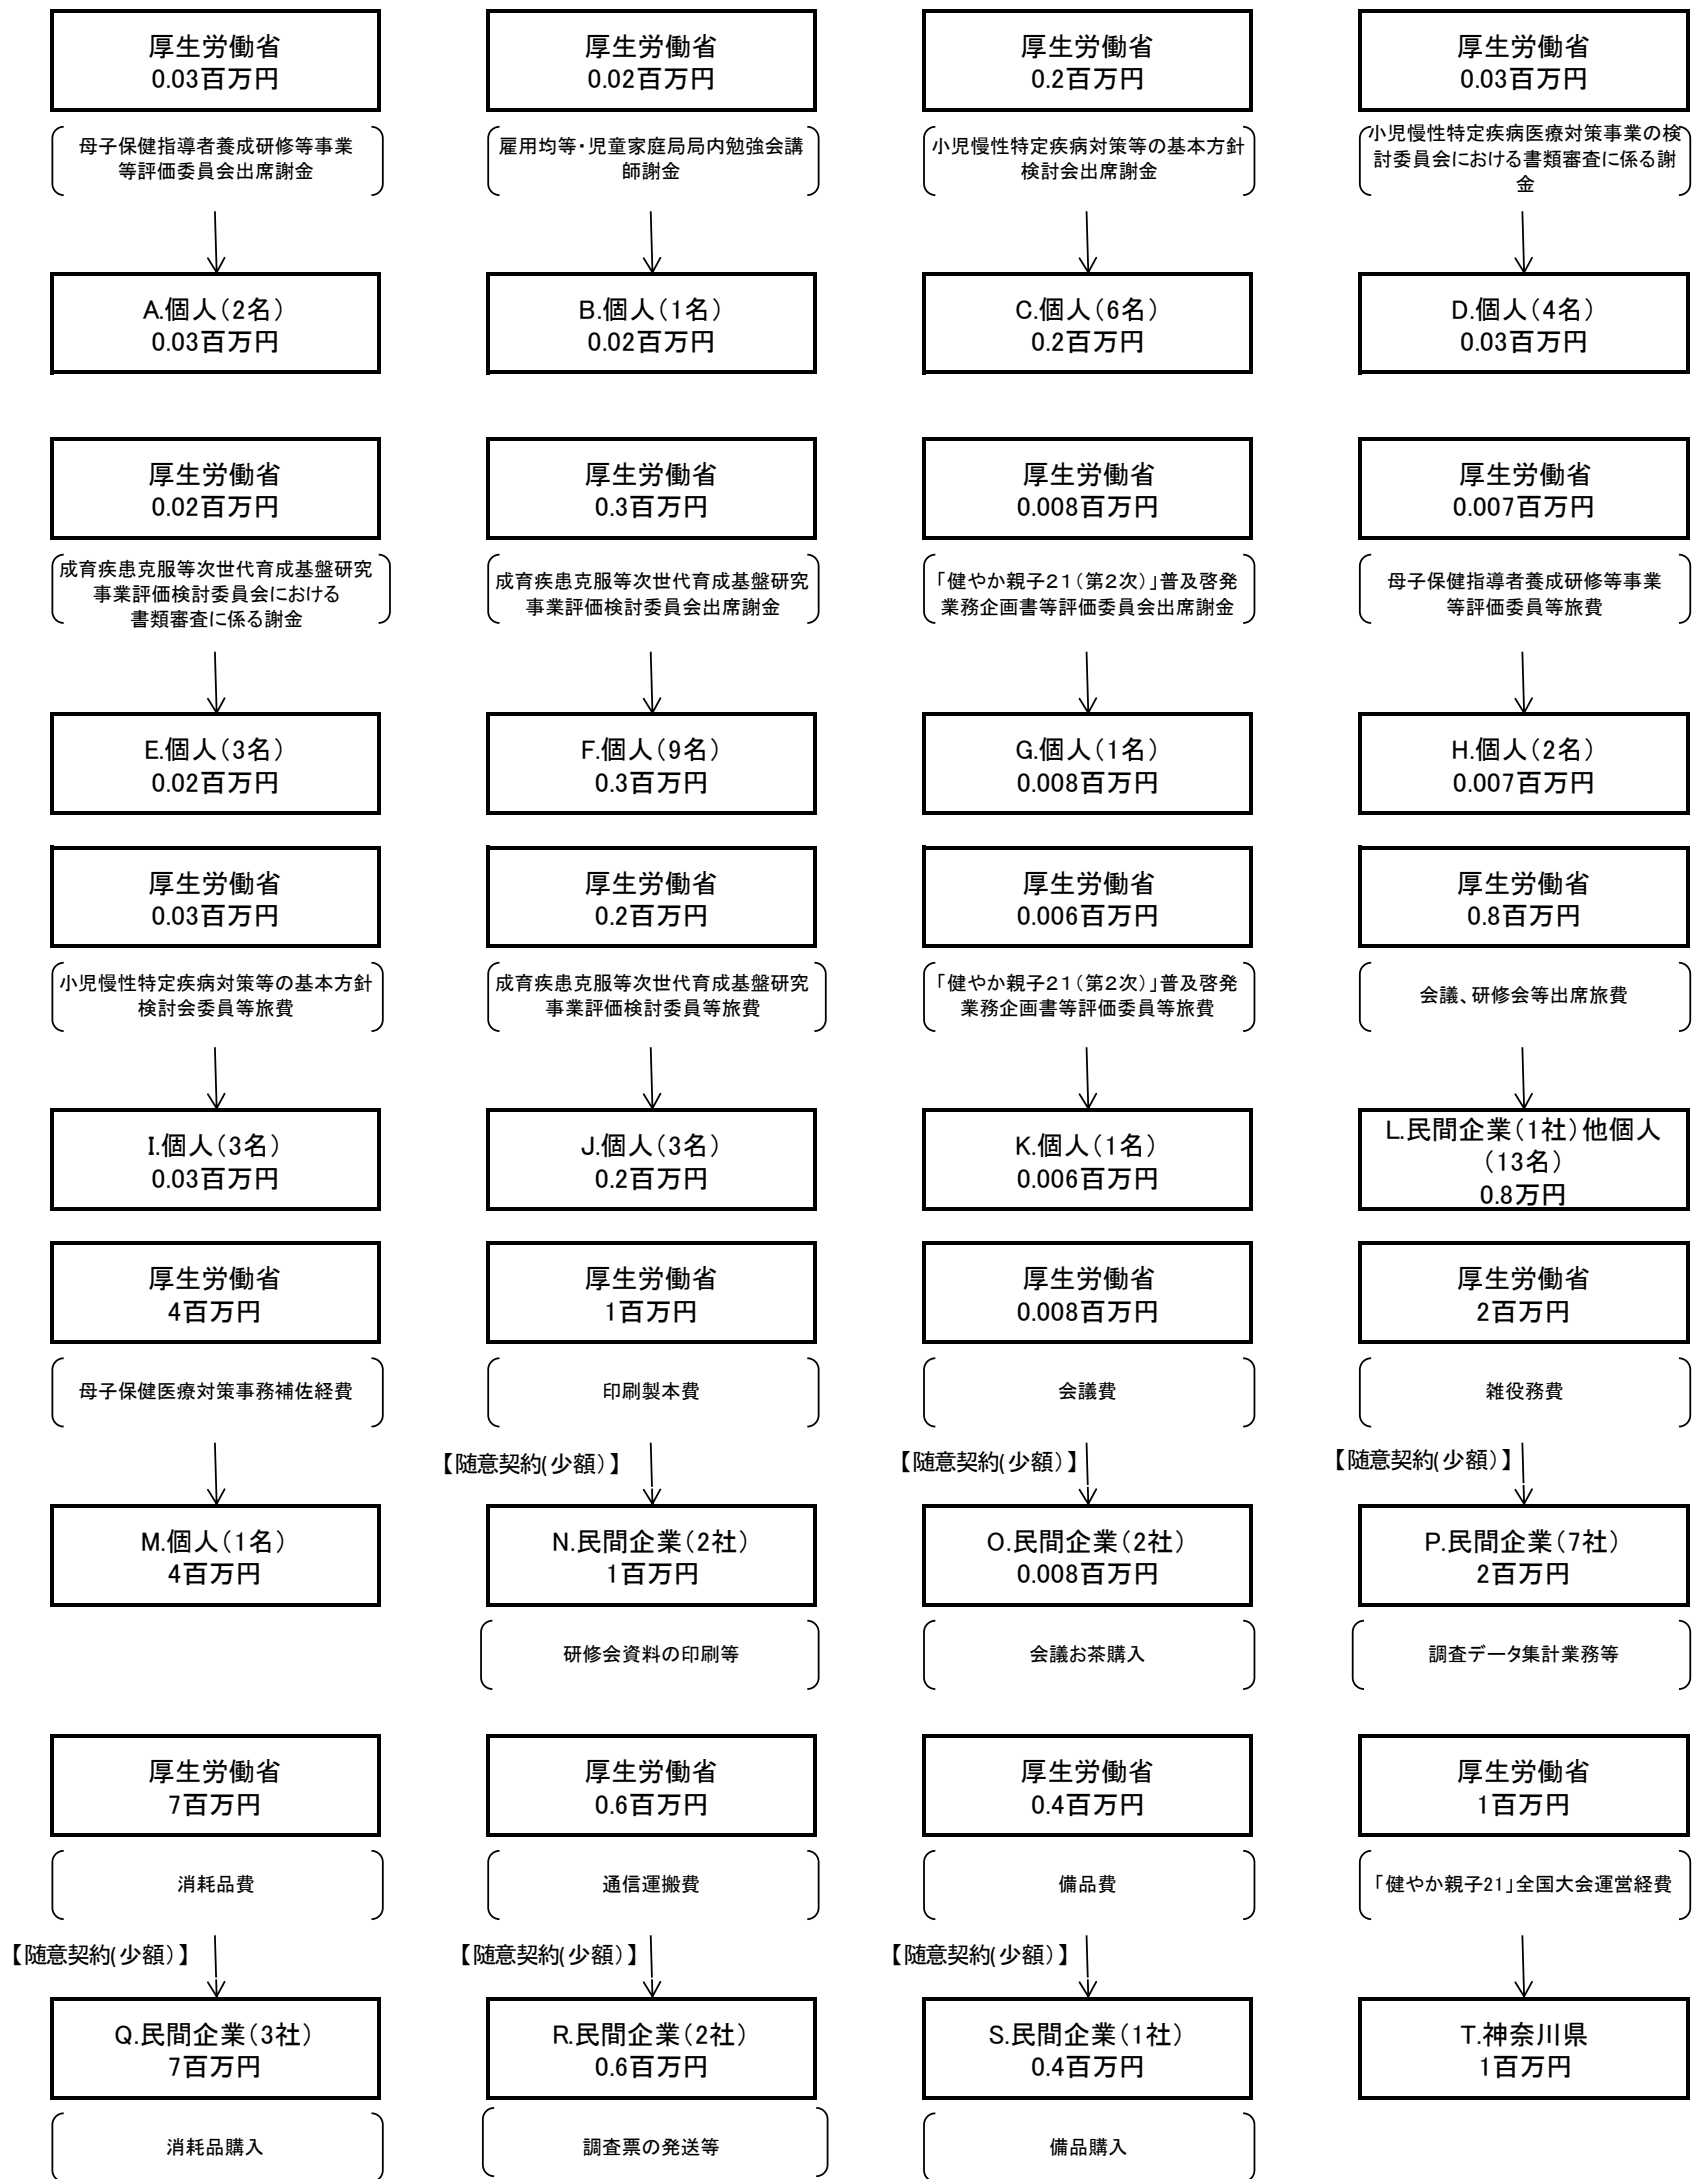 厚生労働省
0.03百万円
母子保健指導者養成研修等事業
等評価委員会出席謝金
A.個人（2名）
0.03百万円
厚生労働省
0.02百万円
雇用均等・児童家庭局局内勉強会講
師謝金
B.個人（1名）
0.02百万円
厚生労働省
0.2百万円
小児慢性特定疾病対策等の基本方針
検討会出席謝金
C.個人（6名）
0.2百万円
厚生労働省
0.03百万円
小児慢性特定疾病医療対策事業の検
討委員会における書類審査に係る謝
金
D.個人（4名）
0.03百万円
厚生労働省
0.02百万円
成育疾患克服等次世代育成基盤研究
事業評価検討委員会における
書類審査に係る謝金
E.個人（3名）
0.02百万円
厚生労働省
0.3百万円
成育疾患克服等次世代育成基盤研究
事業評価検討委員会出席謝金
F.個人（9名）
0.3百万円
厚生労働省
0.008百万円
「健やか親子２１（第２次）」普及啓発
業務企画書等評価委員会出席謝金
G.個人（1名）
0.008百万円
厚生労働省
0.007百万円
母子保健指導者養成研修等事業
等評価委員等旅費
H.個人（2名）
0.007百万円
厚生労働省
0.03百万円
小児慢性特定疾病対策等の基本方針
検討会委員等旅費
I.個人（3名）
0.03百万円
厚生労働省
0.2百万円
成育疾患克服等次世代育成基盤研究
事業評価検討委員等旅費
J.個人（3名）
0.2百万円
厚生労働省
0.006百万円
「健やか親子２１（第２次）」普及啓発
業務企画書等評価委員等旅費
K.個人（1名）
0.006百万円
厚生労働省
0.8百万円
会議、研修会等出席旅費
L.民間企業（1社）他個人
（13名）
0.8万円
厚生労働省
4百万円
母子保健医療対策事務補佐経費
M.個人（1名）
4百万円
厚生労働省
1百万円
印刷製本費
【随意契約(少額）】
N.民間企業（2社）
1百万円
研修会資料の印刷等
厚生労働省
0.008百万円
会議費
【随意契約(少額）】
O.民間企業（2社）
0.008百万円
会議お茶購入
厚生労働省
2百万円
雑役務費
【随意契約(少額）】
P.民間企業（7社）
2百万円
調査データ集計業務等
厚生労働省
7百万円
消耗品費
【随意契約(少額）】
Q.民間企業（3社）
7百万円
消耗品購入
厚生労働省
0.6百万円
通信運搬費
【随意契約(少額）】
R.民間企業（2社）
0.6百万円
調査票の発送等
厚生労働省
0.4百万円
備品費
【随意契約(少額）】
S.民間企業（1社）
0.4百万円
備品購入
厚生労働省
1百万円
「健やか親子21」全国大会運営経費
T.神奈川県
1百万円